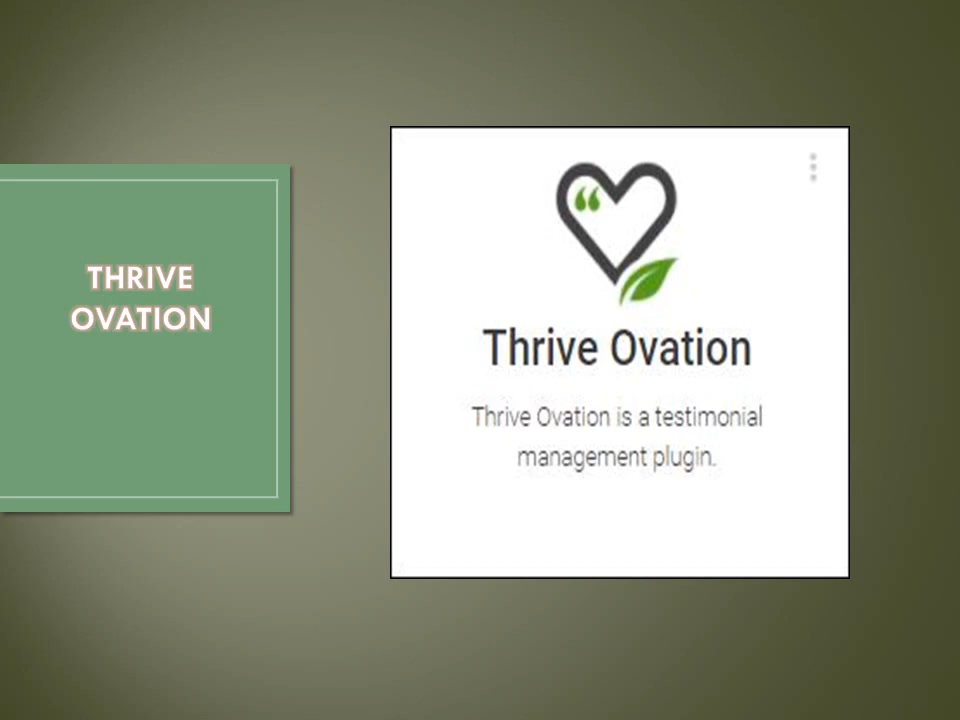 THRIVE
OVATION
Thrive Ovation
Thrive Ovation is a testimonial
management plugin.